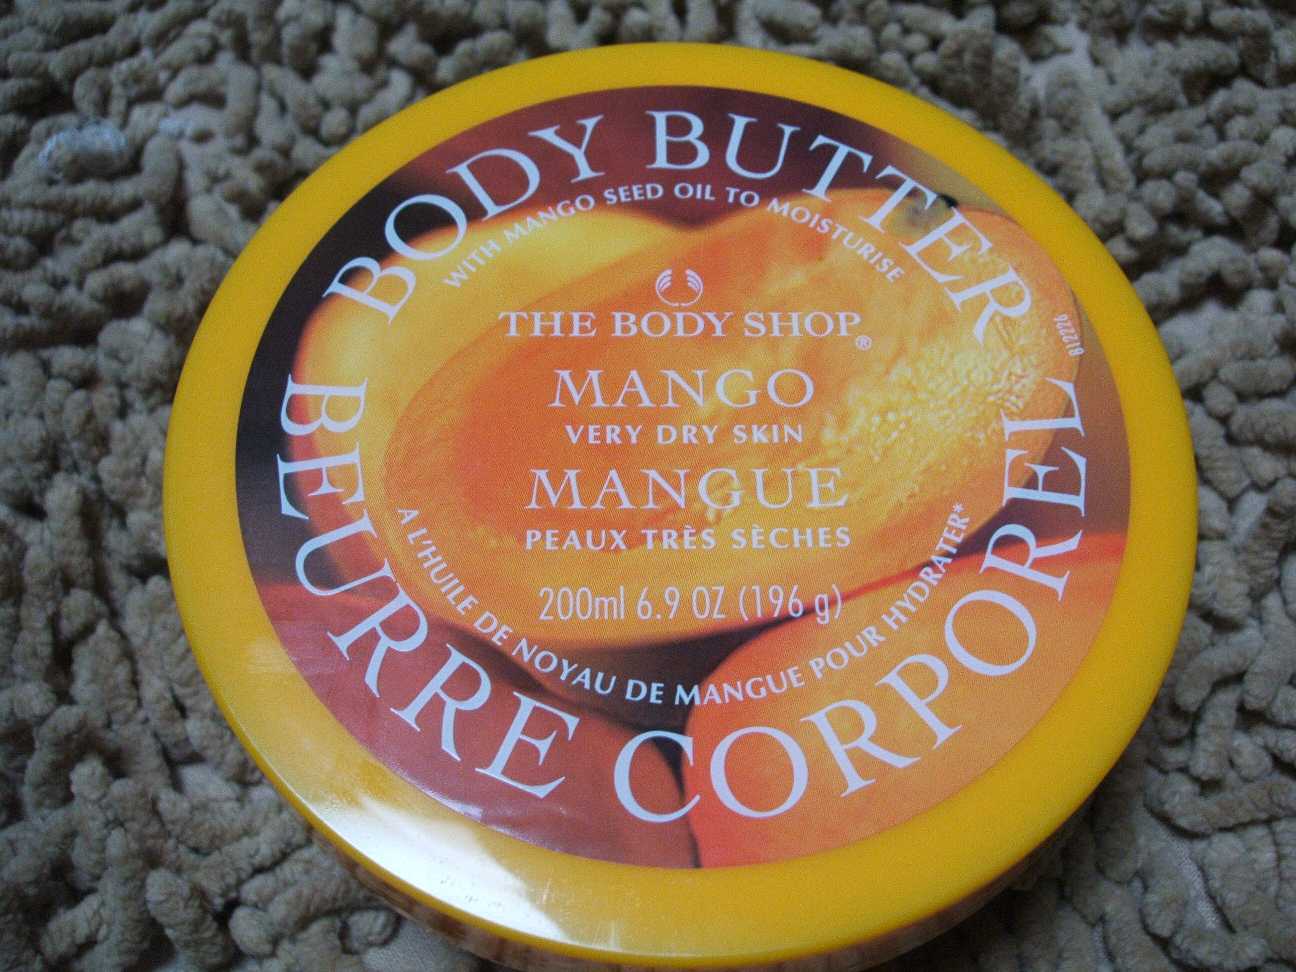 BODY BUTTER
WITH MANGO SEED OIL TO MOISTURISE
THE BODY SHOP®
MANGO
VERY DRY SKIN
MANGUE
PEAUX TRÈS SÈCHES
200ml 6.9 OZ (196 g)
A L'HUILE DE NOYAU DE MANGUE POUR HYDRATER*
BEURRE CORPOREL
812226